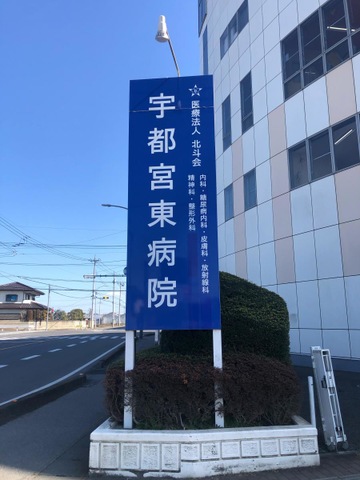 医療法人 北斗会
宇都宮東病院
内科・糖尿病内科・皮膚科・放射線科
精神科・整形外科